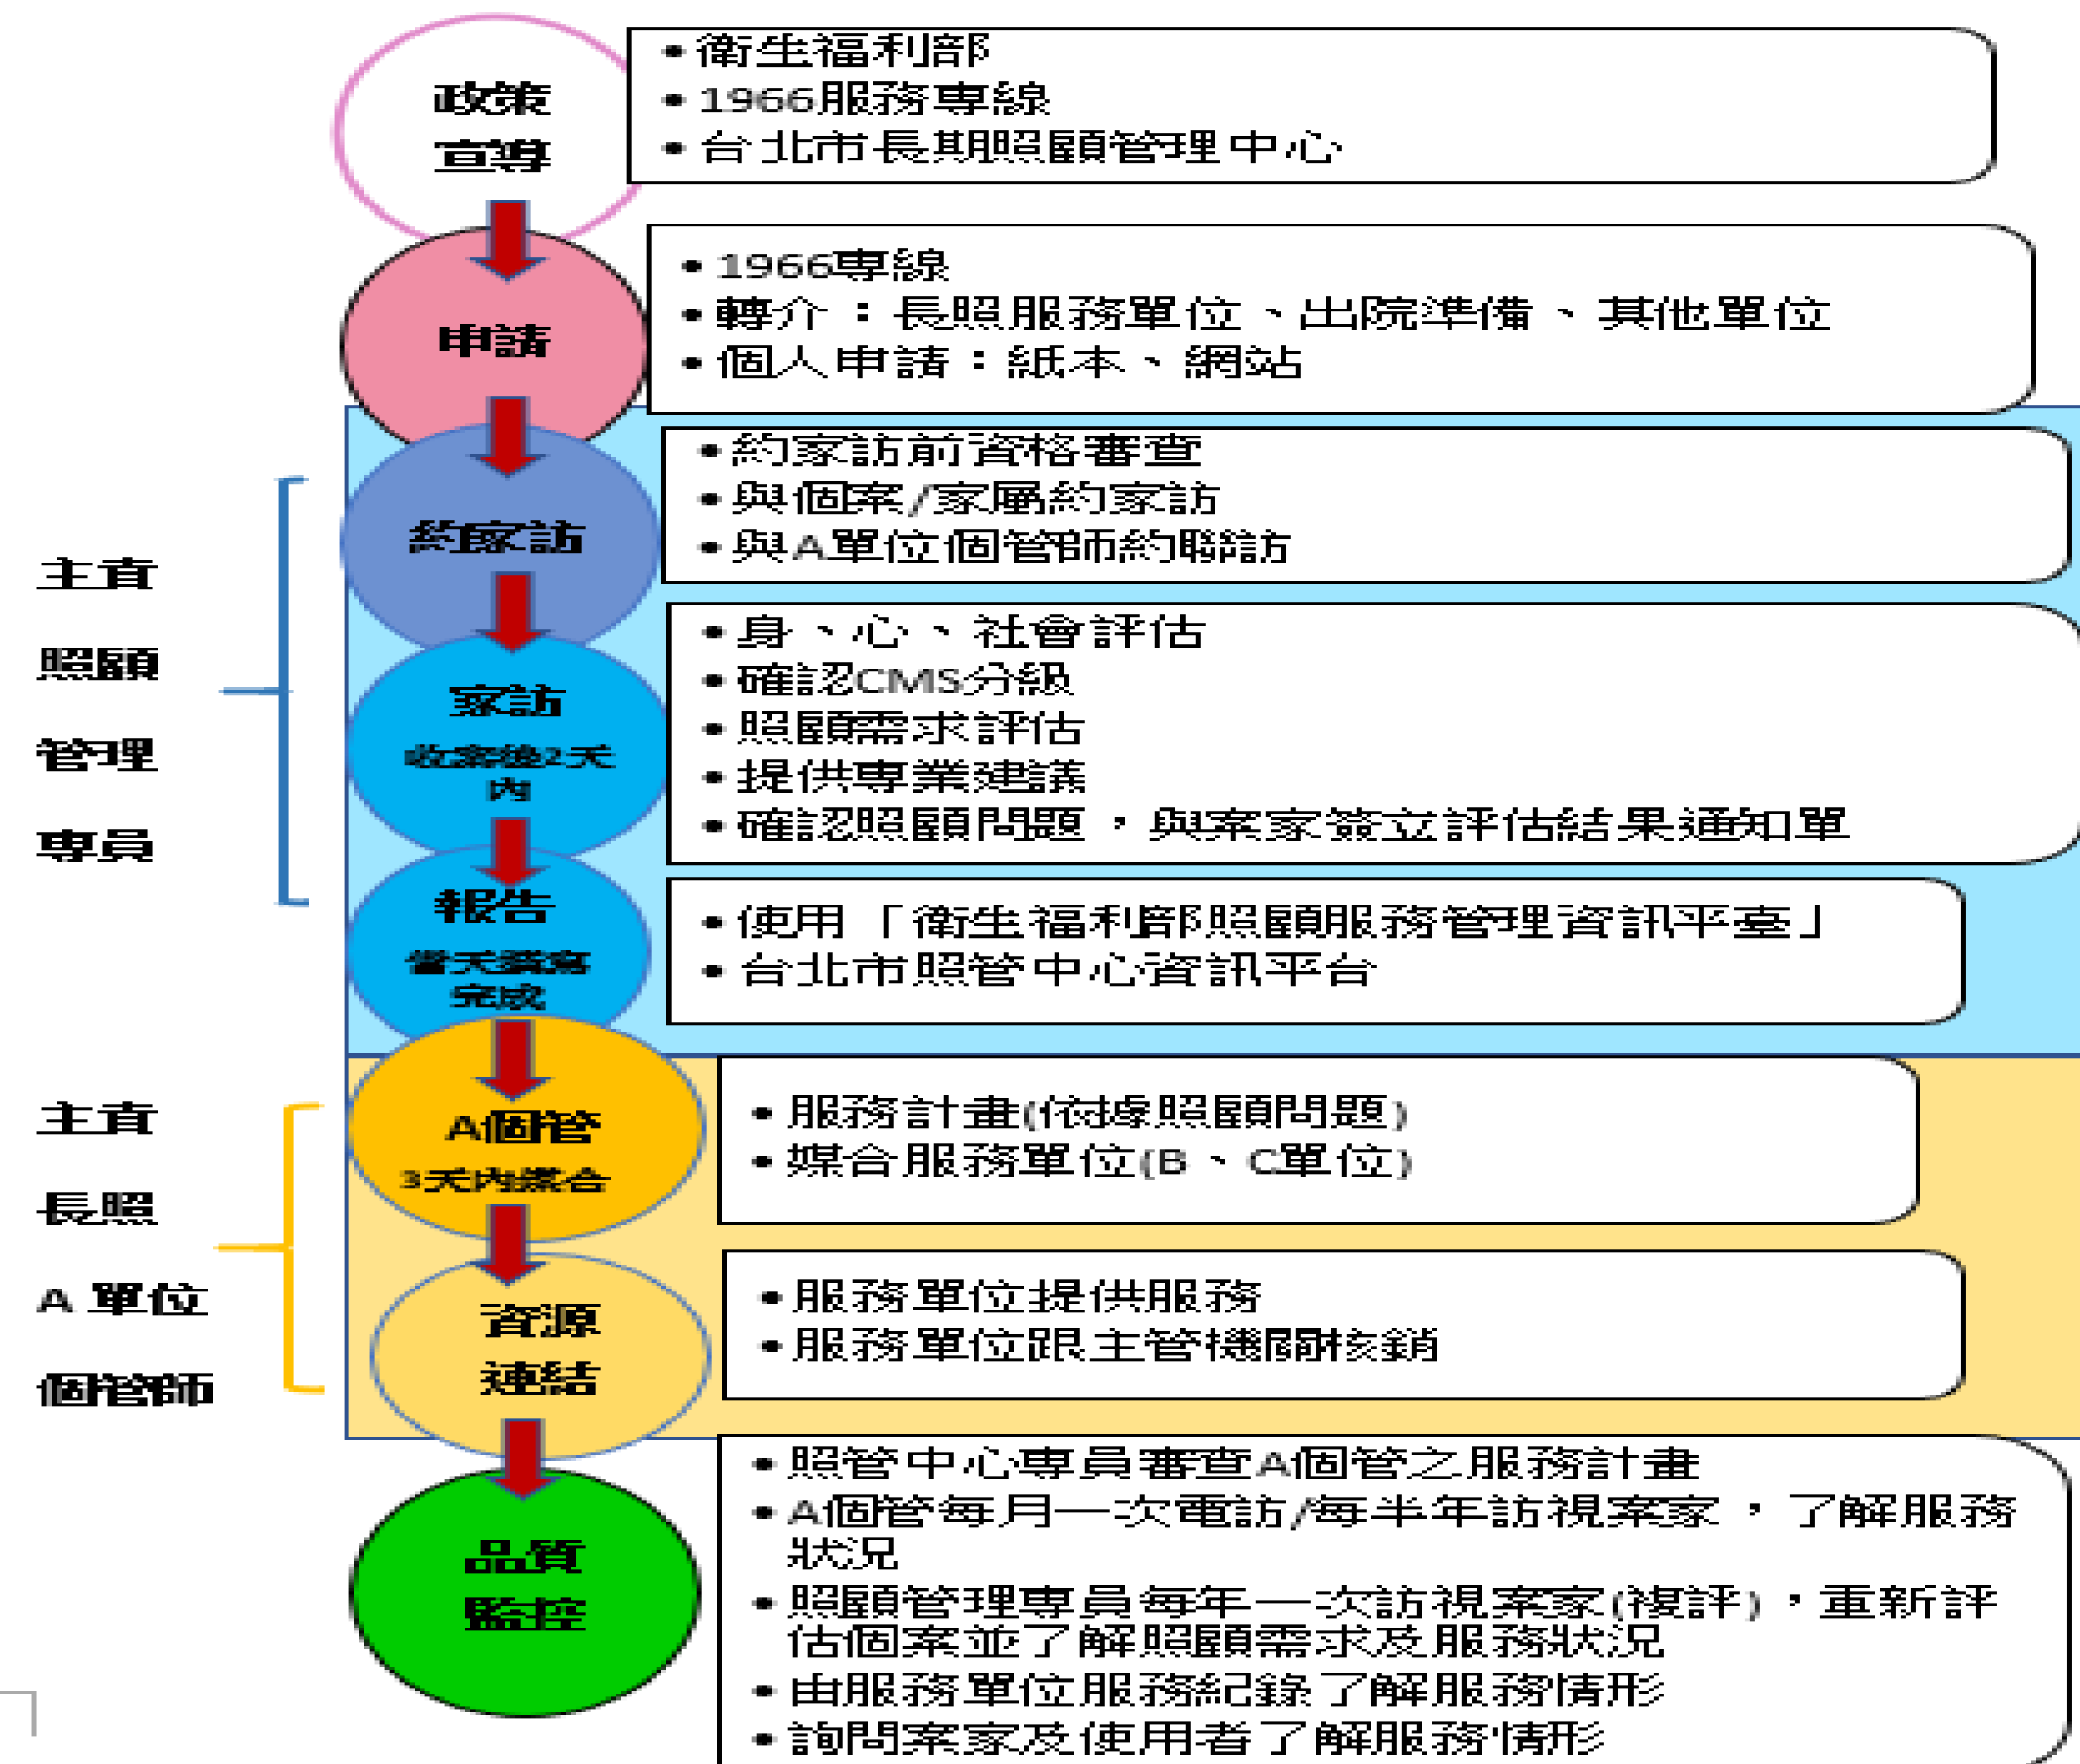 政策
宣導
• 衛生福利部
• 1966服務專線
• 台北市長期照顧管理中心
申請
• 1966專線
• 轉介：長照服務單位、出院準備、其他單位
• 個人申請：紙本、網站
主責
照顧
管理
專員
約家訪
• 約家訪前資格審查
• 與個案/家屬約家訪
• 與A單位個管師約聯訪
家訪
收案後2天
內
• 身、心、社會評估
• 確認CMS分級
• 照顧需求評估
• 提供專業建議
• 確認照顧問題，與案家簽立評估結果通知單
報告
當天填寫
完成
• 使用「衛生福利部照顧服務管理資訊平臺」
• 台北市照管中心資訊平台
主責
長照
A 單位
個管師
A個管
3天內媒合
• 服務計畫(依據照顧問題)
• 媒合服務單位(B、C單位)
資源
連結
• 服務單位提供服務
• 服務單位跟主管機關核銷
品質
監控
• 照管中心專員審查A個管之服務計畫
• A個管每月一次電訪/每半年訪視案家，了解服務
狀況
• 照顧管理專員每年一次訪視案家(複評)，重新評
估個案並了解照顧需求及服務狀況
• 由服務單位服務紀錄了解服務情形
• 詢問案家及使用者了解服務情形